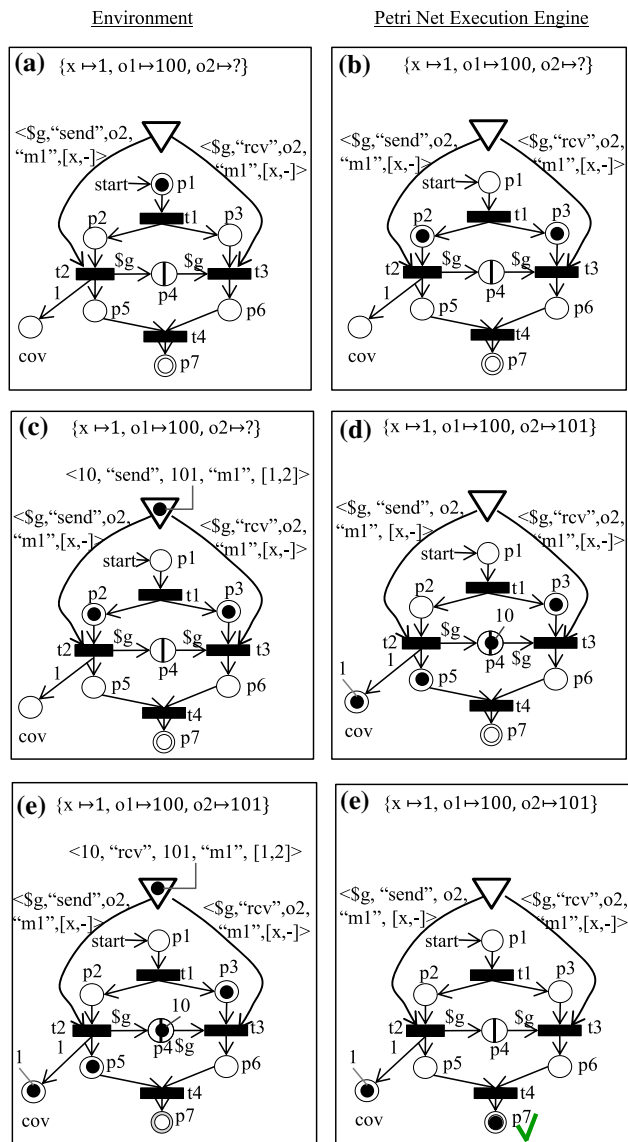 Environment
Petri Net Execution Engine
(a) {x ↦1, o1↦100, o2↦?}
<$g,“send”,o2,
“m1”,[x,-]>
<$g,“rcv”,o2,
“m1”,[x,-]>
start
p1
t1
p2
p3
$g
$g
t2
t3
1
p4
p5
p6
cov
t4
p7
(b) {x ↦1, o1↦100, o2↦?}
<$g,“send”,o2,
“m1”,[x,-]>
<$g,“rcv”,o2,
“m1”,[x,-]>
start
p1
t1
p2
p3
$g
$g
t2
t3
1
p4
p5
p6
cov
t4
p7
(c) {x ↦1, o1↦100, o2↦?}
<10, “send”, 101, “m1”, [1,2]>
<$g,“send”,o2,
“m1”,[x,-]>
<$g,“rcv”,o2,
“m1”,[x,-]>
start
p1
t1
p2
p3
$g
$g
t2
t3
1
p4
p5
p6
cov
t4
p7
(d) {x ↦1, o1↦100, o2↦101}
<$g, “send”, o2,
“m1”, [x,-]>
<$g,“rcv”,o2,
“m1”,[x,-]>
start
p1
t1
p2
p3
10
$g
t2
t3
1
p4
$g
1
p5
p6
cov
t4
p7
(e) {x ↦1, o1↦100, o2↦101}
<10, “rcv”, 101, “m1”, [1,2]>
<$g,“send”,o2,
“m1”,[x,-]>
<$g,“rcv”,o2,
“m1”,[x,-]>
start
p1
t1
p2
p3
10
$g
t2
t3
1
p4
$g
1
p5
p6
cov
t4
p7
(e) {x ↦1, o1↦100, o2↦101}
<$g, “send”, o2,
“m1”, [x,-]>
<$g,“rcv”,o2,
“m1”,[x,-]>
start
p1
t1
p2
p3
$g
$g
t2
t3
1
p4
1
p5
p6
cov
t4
p7